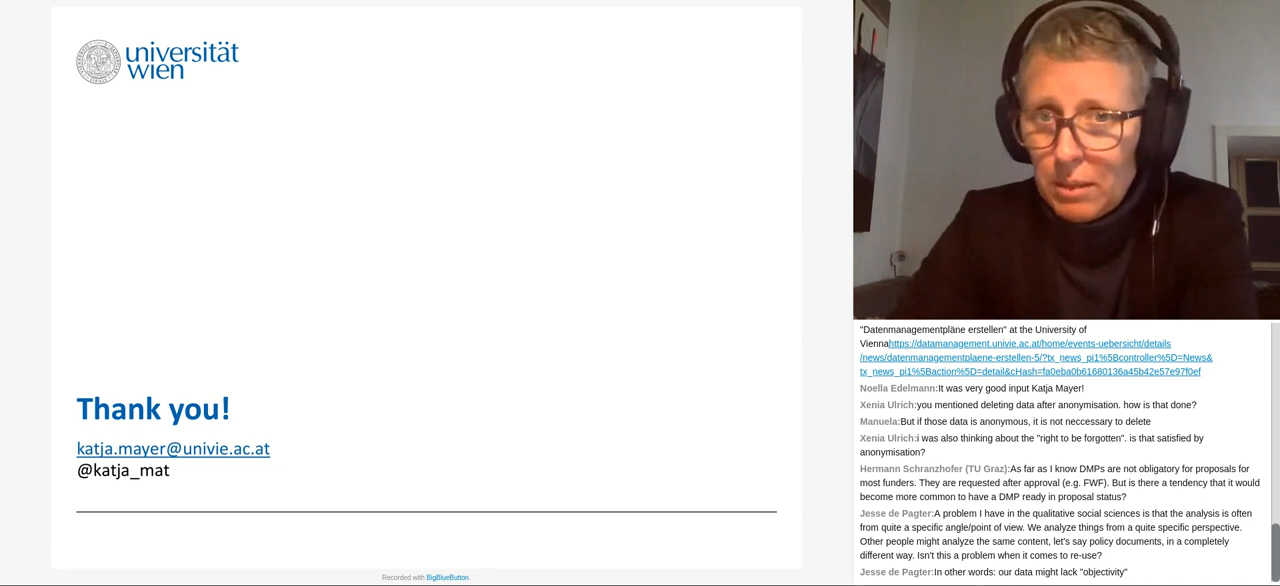 universität
wien
Thank you!
katja.mayer@univie.ac.at
@katja_mat
Recorded with BigBlueButton.
"Datenmanagementpläne erstellen" at the University of
Viennahttps://datamanagement.univie.ac.at/home/events-uebersicht/details
/news/datenmanagementplaene-erstellen-5/?tx_news_pi1%5Bcontroller%5D=News&
tx_news_pi1%5Baction%5D=detail&cHash=fa0eba0b61680136a45b42e57e97f0ef
Noella Edelmann:It was very good input Katja Mayer!
Xenia Ulrich:you mentioned deleting data after anonymisation. how is that done?
Manuela:But if those data is anonymous, it is not neccessary to delete
Xenia Ulrich:i was also thinking about the "right to be forgotten". is that satisfied by
anonymisation?
Hermann Schranzhofer (TU Graz):As far as I know DMPs are not obligatory for proposals for
most funders. They are requested after approval (e.g. FWF). But is there a tendency that it would
become more common to have a DMP ready in proposal status?
Jesse de Pagter:A problem I have in the qualitative social sciences is that the analysis is often
from quite a specific angle/point of view. We analyze things from a quite specific perspective.
Other people might analyze the same content, let's say policy documents, in a completely
different way. Isn't this a problem when it comes to re-use?
Jesse de Pagter:In other words: our data might lack "objectivity"